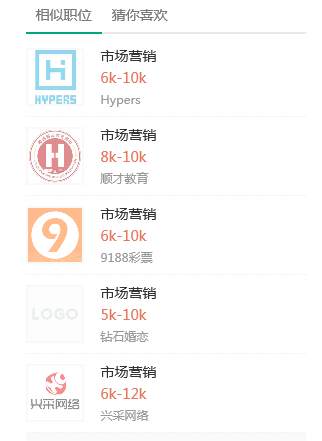 相似职位 猜你喜欢
HYPERS
市场营销
6k-10k
Hypers
市场营销
8k-10k
顺才教育
9
市场营销
6k-10k
9188彩票
LOGO
市场营销
5k-10k
钻石婚恋
兴采网络
市场营销
6k-12k
兴采网络